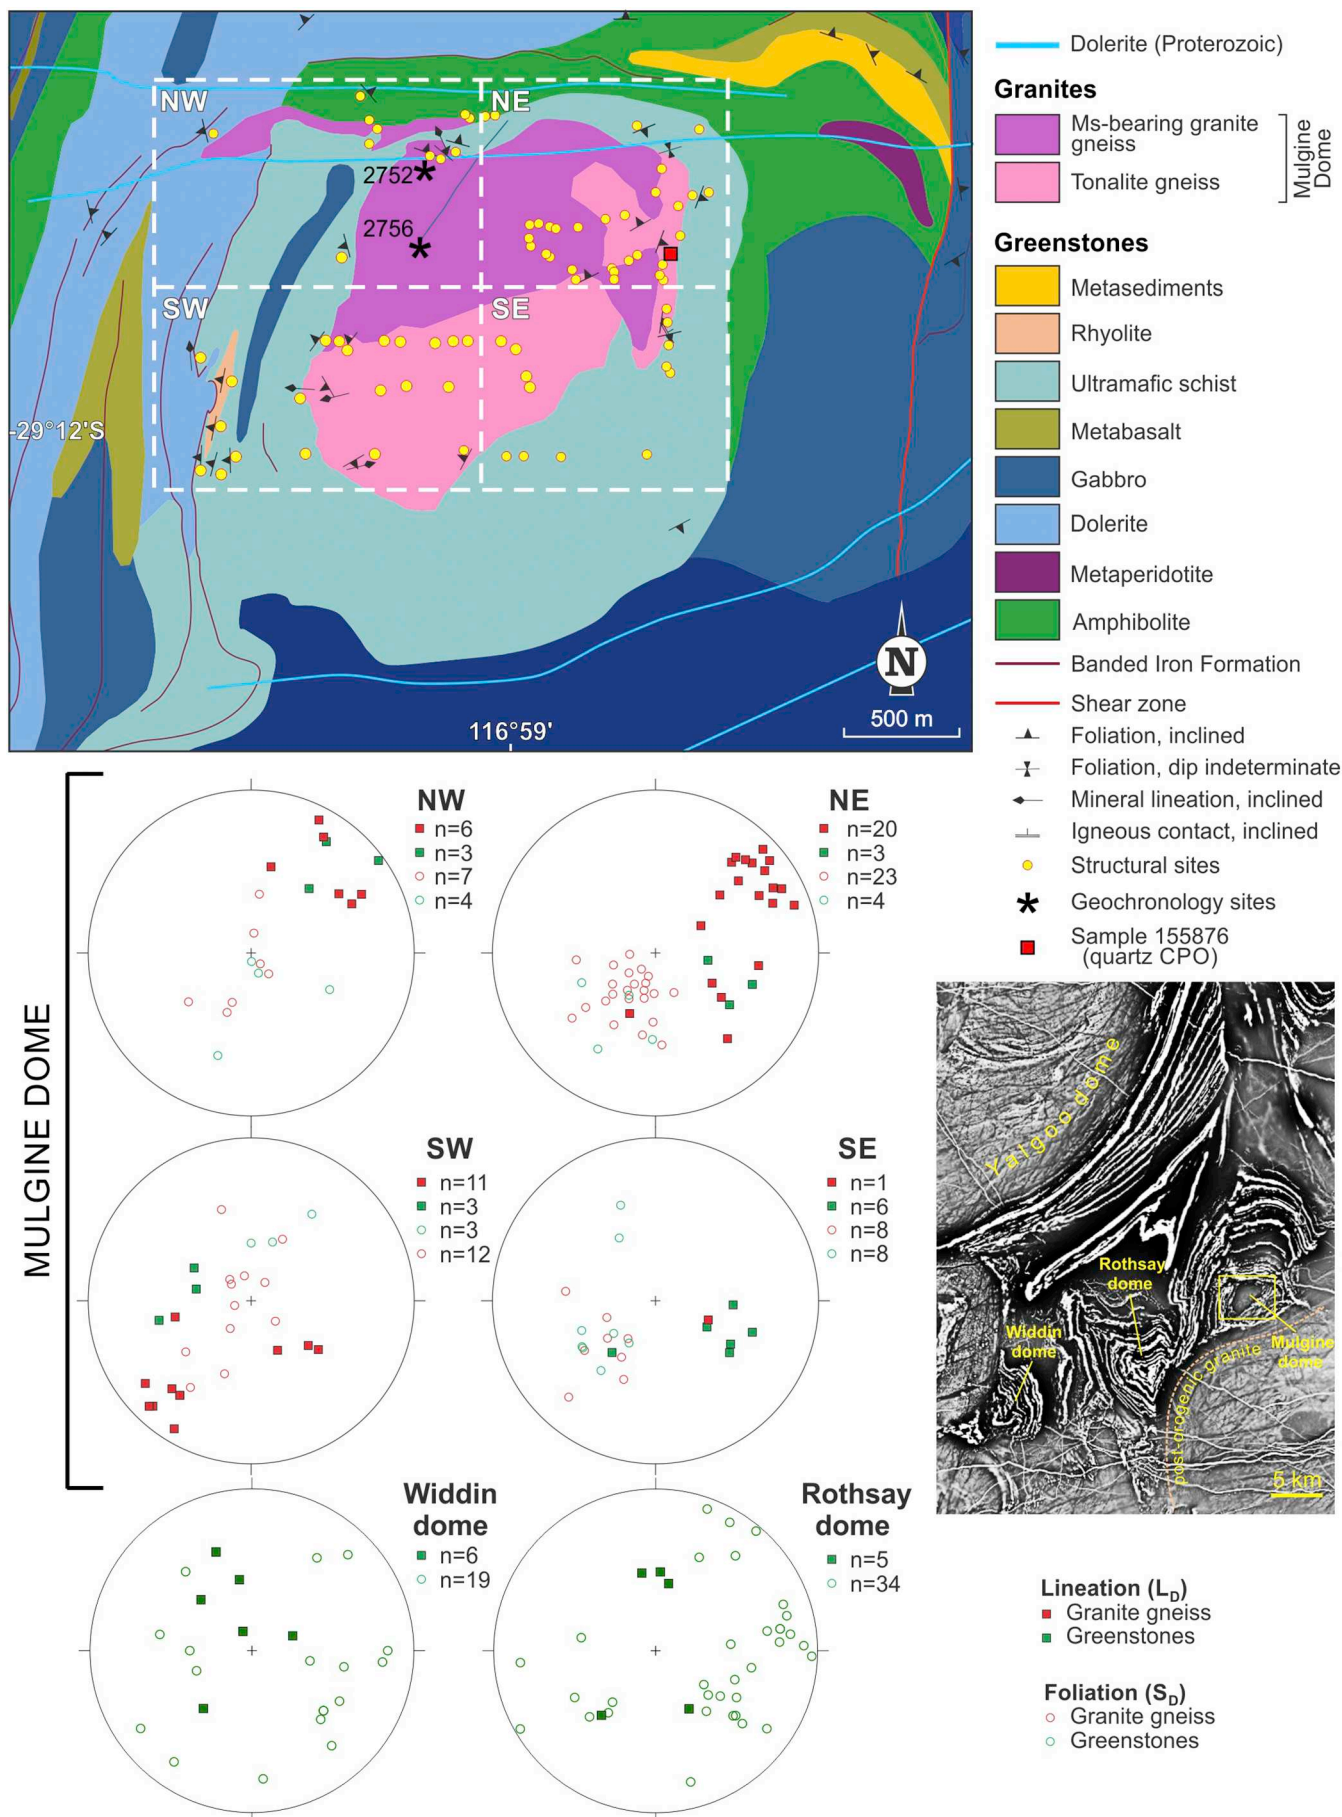 NW
NE
2752
2756
SW
SE
-29°12'S
116°59'
N
500 m
Dolerite (Proterozoic)
Granites
Ms-bearing granite
gneiss
Tonalite gneiss
Mulgine
Dome
Greenstones
Metasediments
Rhyolite
Ultramafic schist
Metabasalt
Gabbro
Dolerite
Metaperidotite
Amphibolite
Banded Iron Formation
Shear zone
Foliation, inclined
Foliation, dip indeterminate
Mineral lineation, inclined
Igneous contact, inclined
Structural sites
Geochronology sites
Sample 155876
(quartz CPO)
MULGINE DOME
NW
n=6
n=3
n=7
n=4
NE
n=20
n=3
n=23
n=4
SW
n=11
n=3
n=3
n=12
SE
n=1
n=6
n=8
n=8
Widdin
dome
n=6
n=19
Rothsay
dome
n=5
n=34
Yalgoo dome
Rothsay
dome
Widdin
dome
Mulgine
dome
post-orogenic granite
5 km
Lineation (L_D)
Granite gneiss
Greenstones
Foliation (S_D)
Granite gneiss
Greenstones